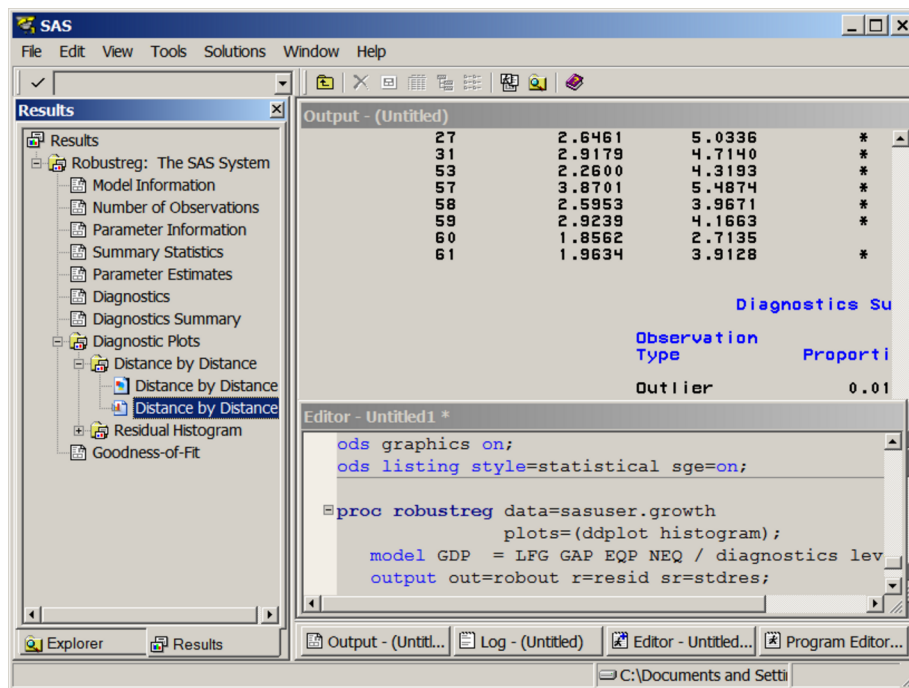 SAS
File Edit View Tools Solutions Window Help
Results
Results
Robustreg: The SAS System
Model Information
Number of Observations
Parameter Information
Summary Statistics
Parameter Estimates
Diagnostics
Diagnostics Summary
Diagnostic Plots
Distance by Distance
Distance by Distance
Distance by Distance
Residual Histogram
Goodness-of-Fit
Explorer Results
Output - (Untitled)
27 2.6461 5.0336 *
31 2.9179 4.7140 *
53 2.2600 4.3193 *
57 3.8701 5.4874 *
58 2.5953 3.9671 *
59 2.9239 4.1663 *
60 1.8562 2.7135
61 1.9634 3.9128 *
Diagnostics Su
Observation
Type Proporti
Outlier 0.01
Editor - Untitled1 *
ods graphics on;
ods listing style=statistical sge=on;
proc robustreg data=sasuser.growth
plots=(ddplot histogram);
model GDP = LFG GAP EQP NEQ / diagnostics lev
output out=robout r=resid sr=stdres;
Output - (Untitl... Log - (Untitled) Editor - Untitled... Program Editor...
C:\Documents and Setti